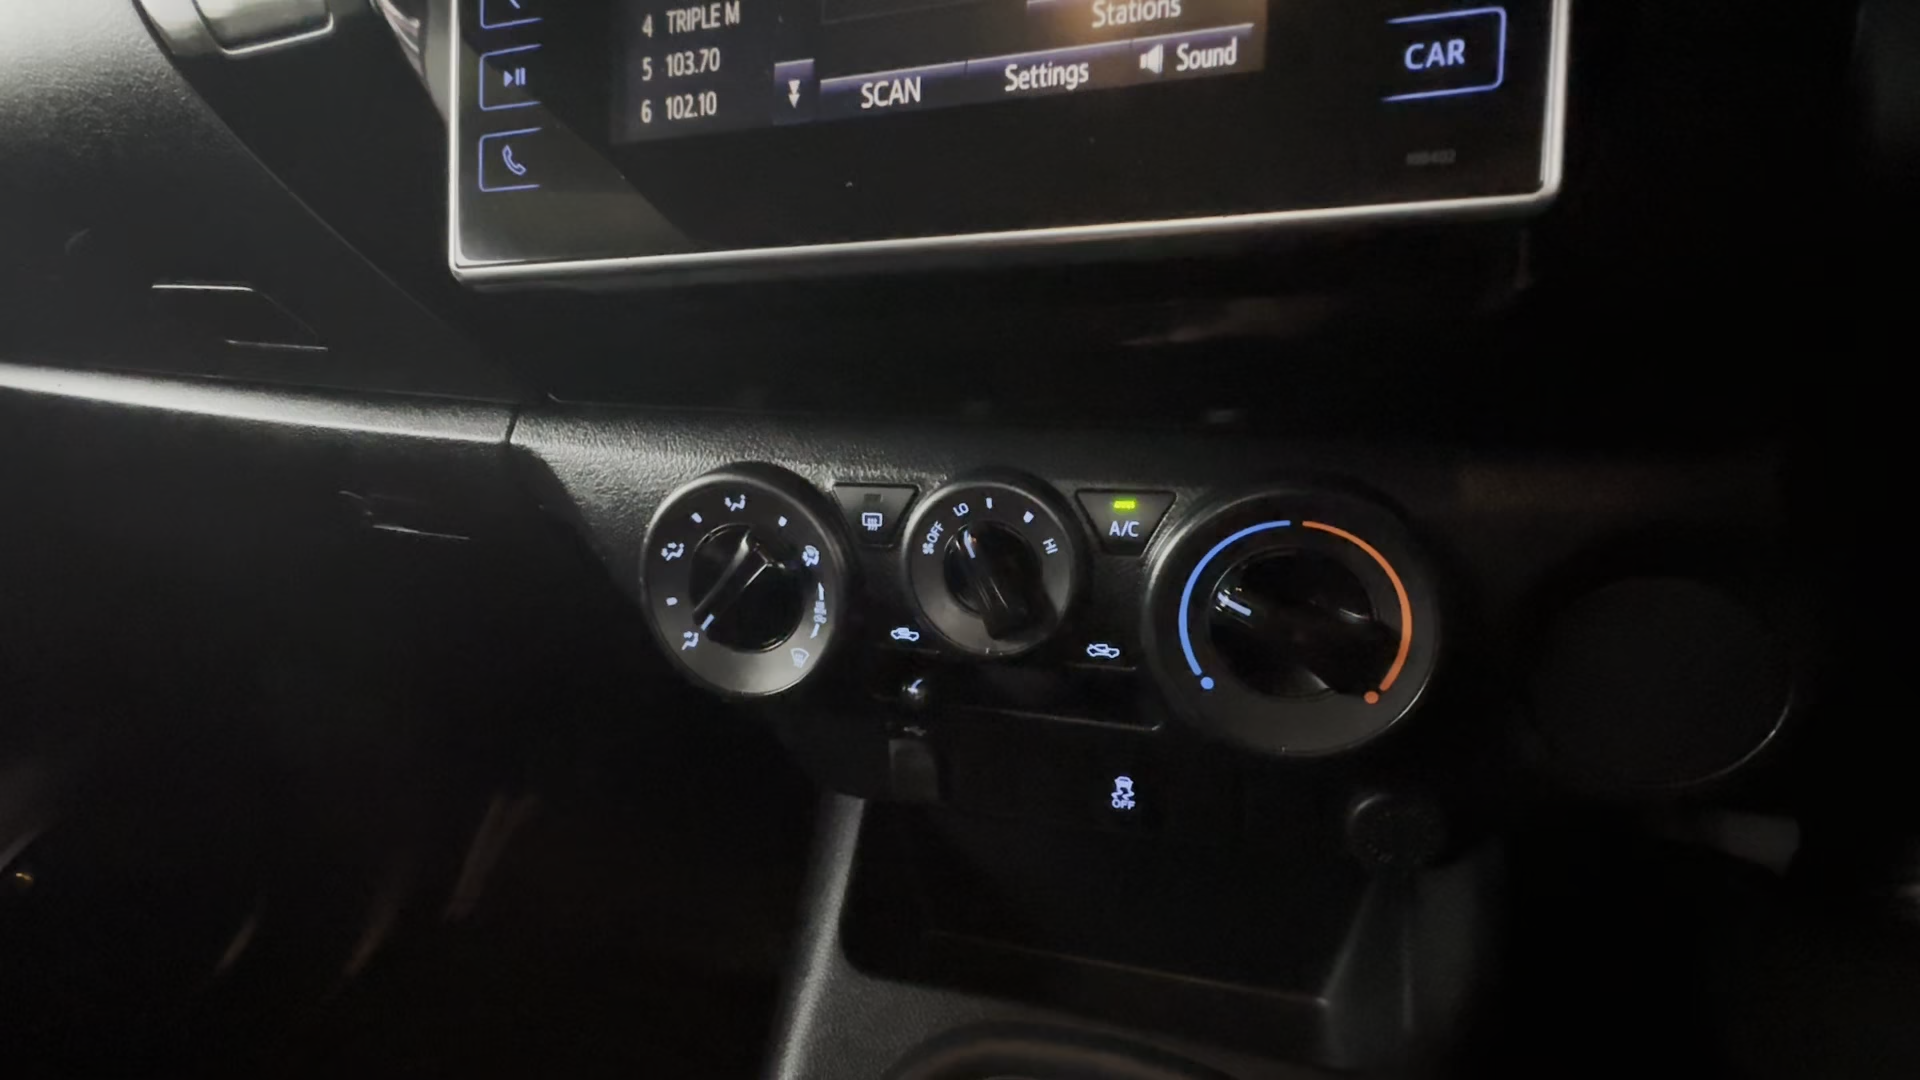 4 TRIPLE M
5 103.70
6 102.10
SCAN
Settings
Stations
Sound
CAR
OFF
LO
HI
A/C
OFF